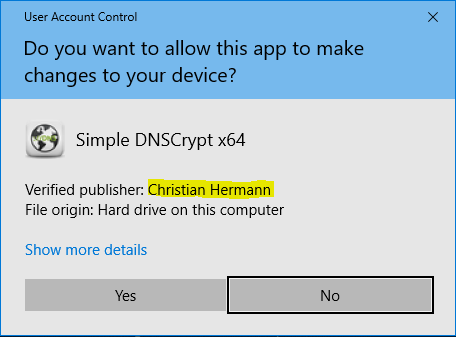 User Account Control
Do you want to allow this app to make
changes to your device?
Simple DNSCrypt x64
Verified publisher: Christian Hermann
File origin: Hard drive on this computer
Show more details
Yes
No